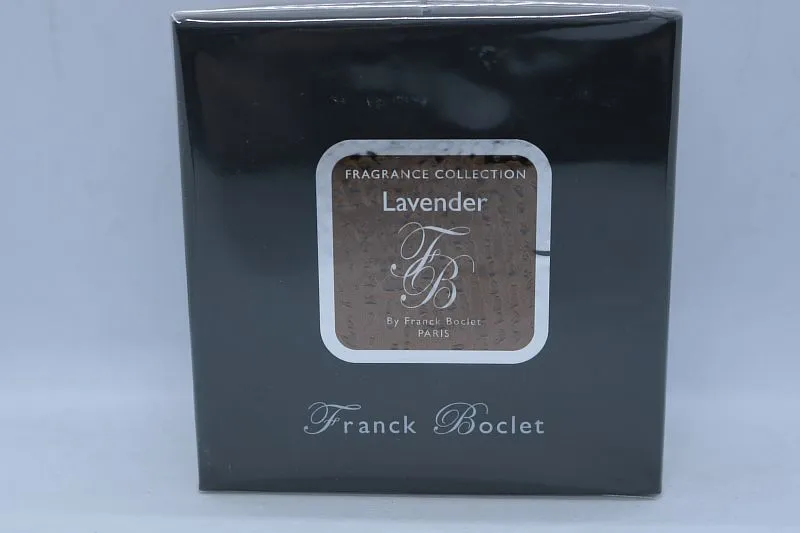 FRAGRANCE COLLECTION
Lavender
FB
By Franck Boclet
PARIS
Franck Boclet